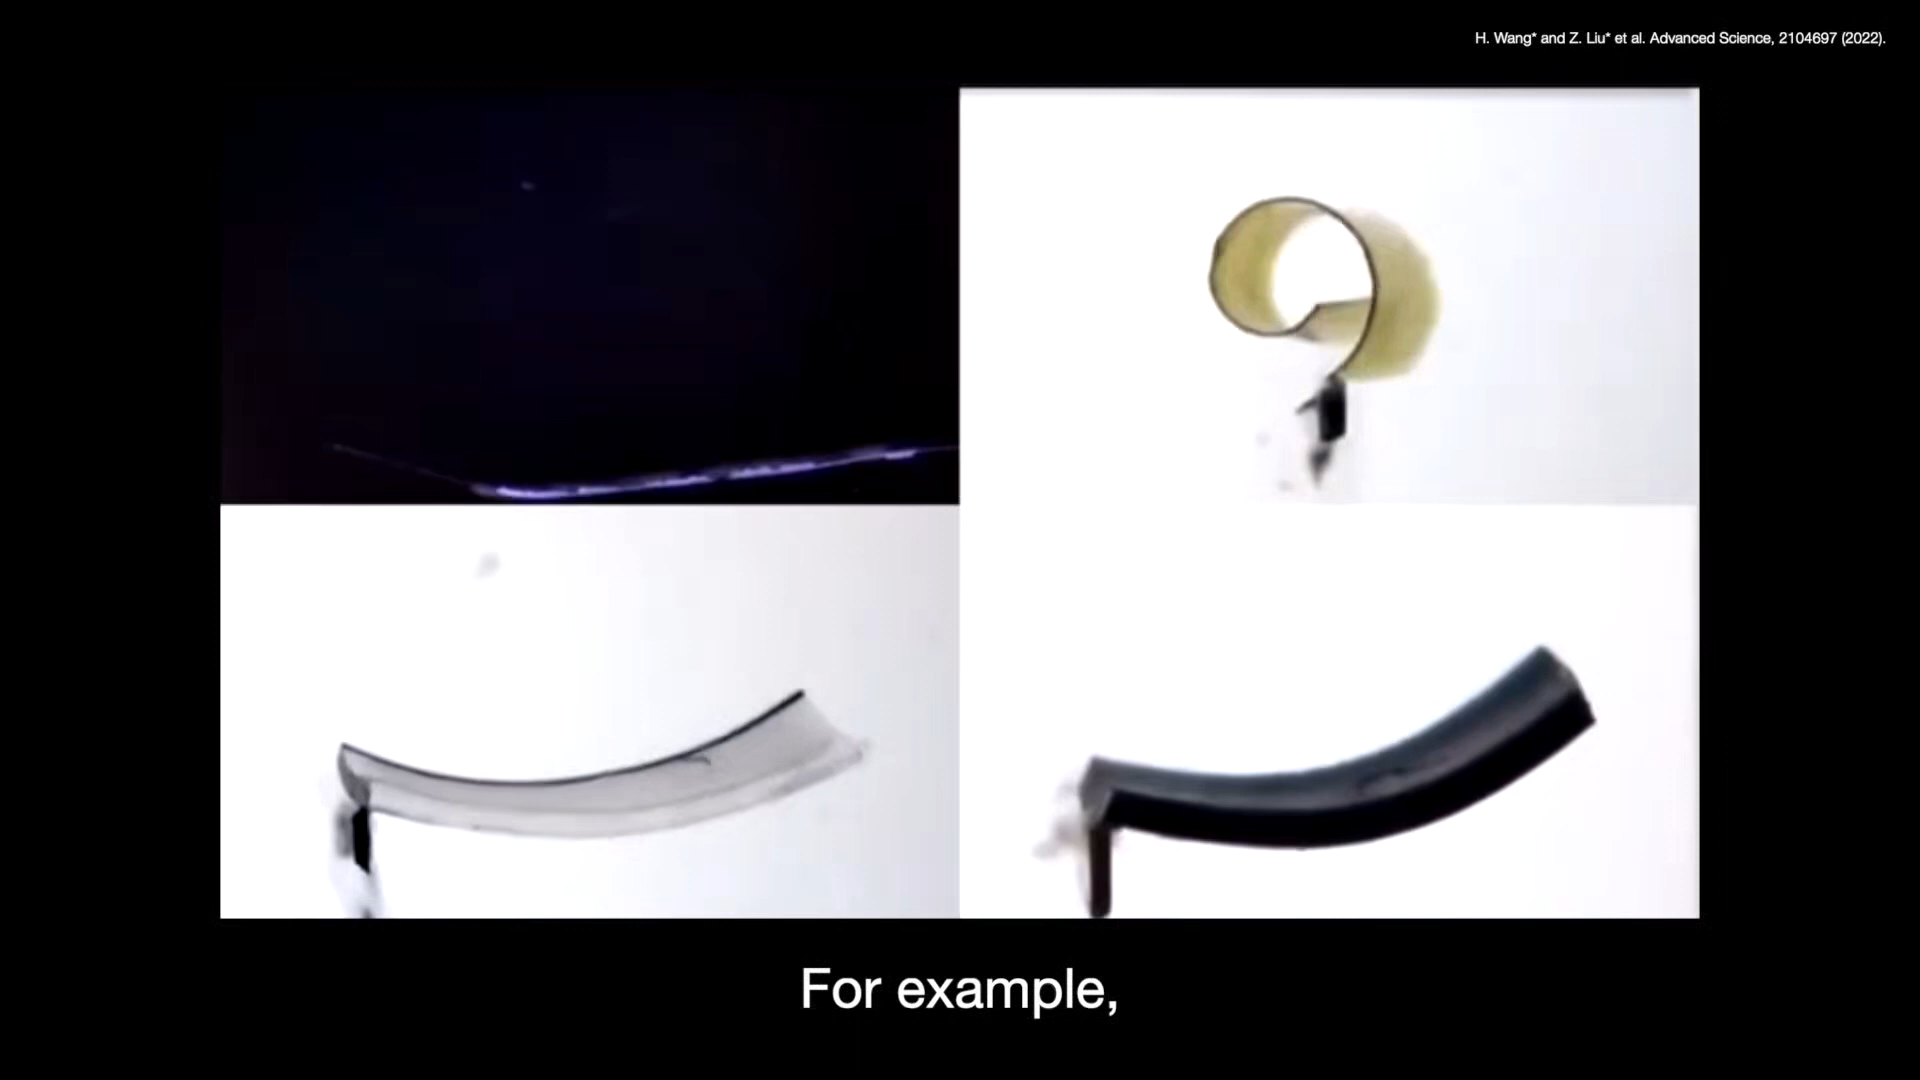 H. Wang* and Z. Liu* et al. Advanced Science, 2104697 (2022).
For example,